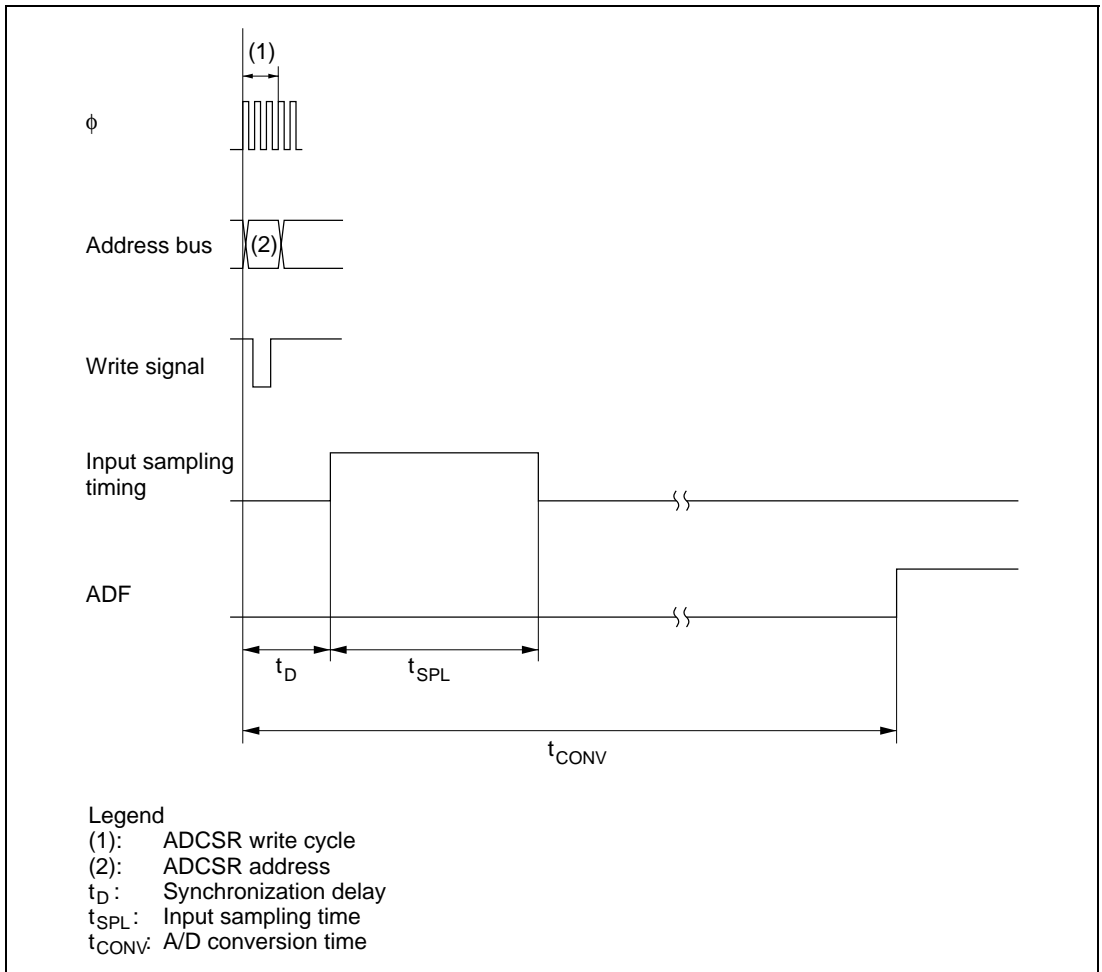 (1)
ϕ
Address bus
(2)
Write signal
Input sampling
timing
ADF
tD
tSPL
tCONV
Legend
(1): ADCSR write cycle
(2): ADCSR address
tD : Synchronization delay
tSPL : Input sampling time
tCONV: A/D conversion time